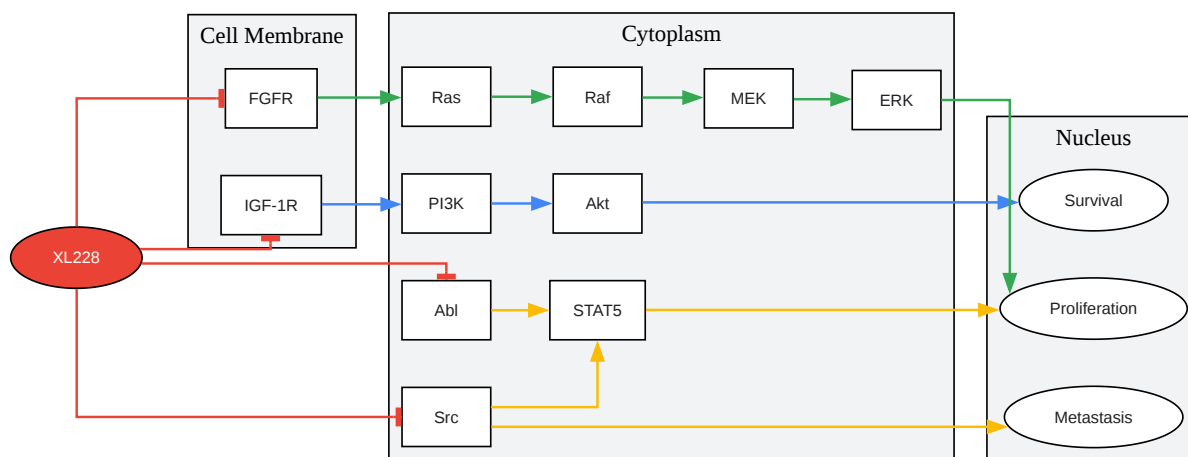 Cell Membrane
Cytoplasm
FGFR
Ras
Raf
MEK
ERK
Nucleus
IGF-1R
PI3K
Akt
Survival
XL228
Abl
STAT5
Proliferation
Src
Metastasis